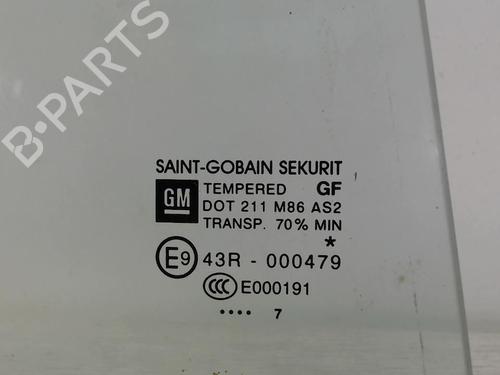 B-PARTS
SAINT-GOBAIN SEKURIT
GM TEMPERED GF
DOT 211 M86 AS2
TRANSP. 70% MIN
*
E9 43R - 000479
CCC E000191
.... 7